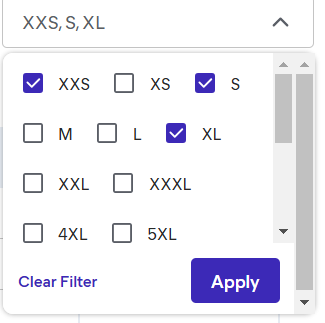 XXS, S, XL
XXS XS S
M L XL
XXL XXXL
4XL 5XL
Clear Filter Apply